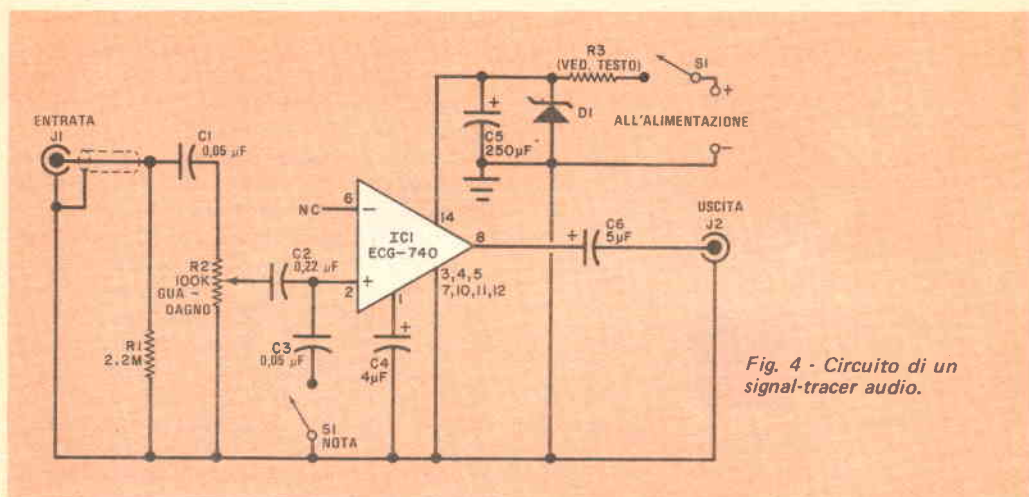 ENTRATA
J1
C1
0,05 µF
R1
2.2M
R2
100K
GUA-
DAGNO
C2
0,22 µF
C3
0,05 µF
S1
NOTA
NC
6
−
IC1
ECG-740
+
2
1
14
8
3,4,5
7,10,11,12
+
C4
4µF
+
C5
250µF
D1
R3
(VED. TESTO)
S1
+
ALL'ALIMENTAZIONE
−
+
C6
5µF
USCITA
J2
Fig. 4 - Circuito di un
signal-tracer audio.